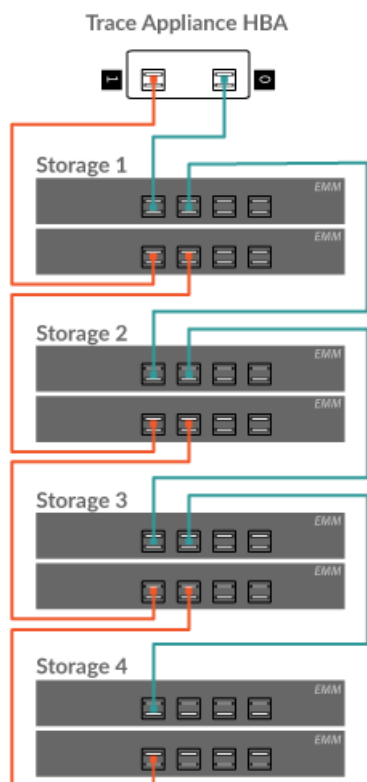 Trace Appliance HBA
1 0
Storage 1
EMM
EMM
Storage 2
EMM
EMM
Storage 3
EMM
EMM
Storage 4
EMM
EMM